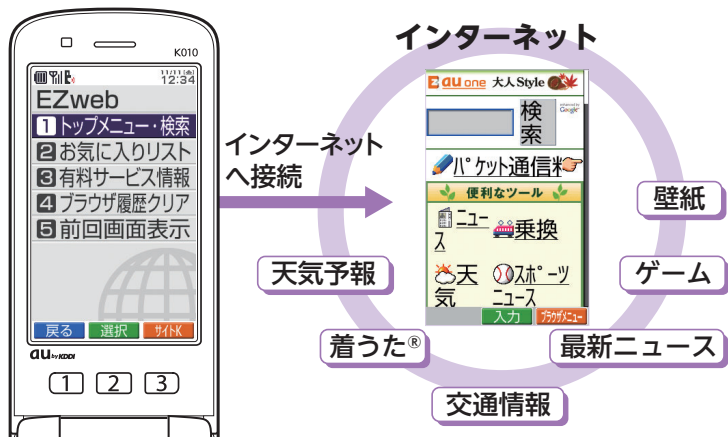 K010
11/11(水)
12:34
EZweb
1 トップメニュー・検索
2 お気に入りリスト
3 有料サービス情報
4 ブラウザ履歴クリア
5 前回画面表示
戻る 選択 サイトK
au by KDDI
1 2 3
インターネット
へ接続
インターネット
EZ au one 大人Style
検
索
enhanced by
Google
パケット通信料
便利なツール
ニュー
ス
乗換
天
気
スポーツ
ニュース
入力 ブラウザメニュー
壁紙
天気予報
ゲーム
着うた®
最新ニュース
交通情報